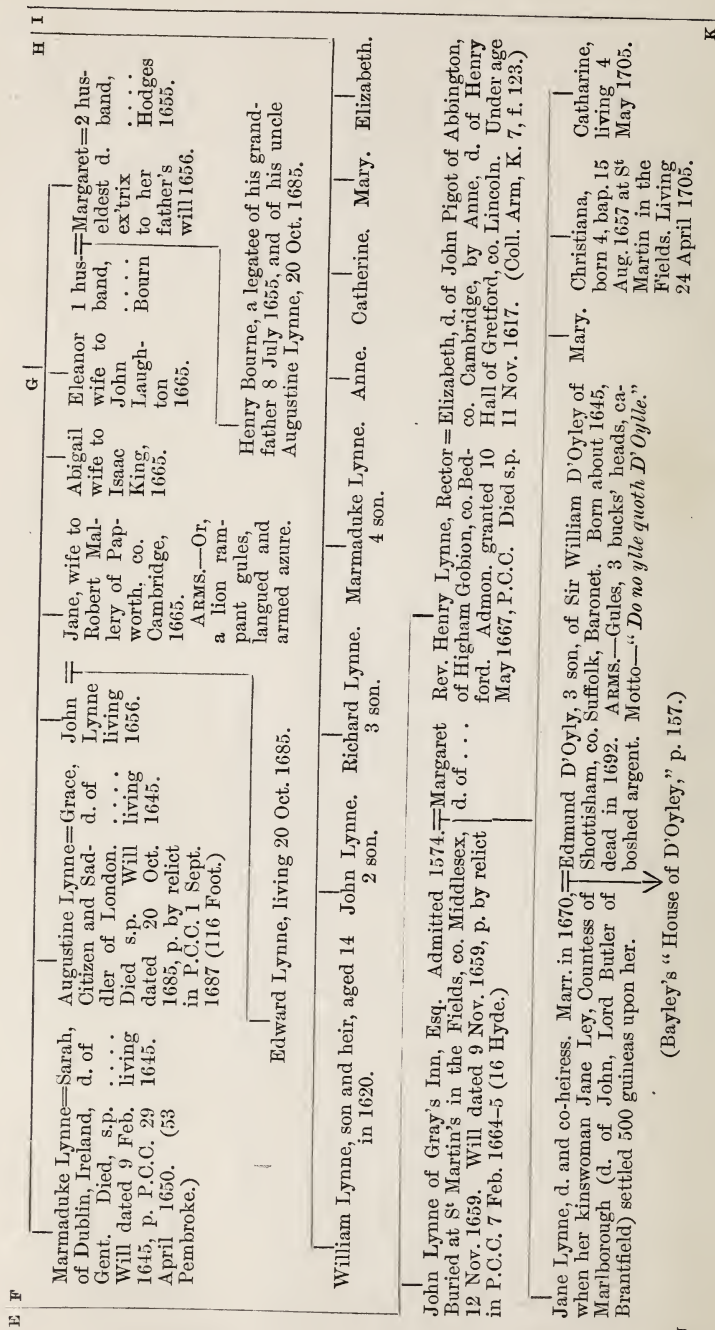 E F
G
H I
Marmaduke Lynne=Sarah,
of Dublin, Ireland, d. of
Gent. Died, s.p. . . . .
Will dated 9 Feb. living
1645, p. P.C.C. 29 1645.
April 1650. (53
Pembroke.)
Augustine Lynne=Grace,
Citizen and Sad- d. of
dler of London. . . . .
Died s.p. Will living
dated 20 Oct. 1645.
1685, p. by relict
in P.C.C. 1 Sept.
1687 (116 Foot.)
John
Lynne
living
1656.
Jane, wife to
Robert Mal-
lery of Pap-
worth, co.
Cambridge,
1665.
ARMS.—Or,
a lion ram-
pant gules,
langued and
armed azure.
Abigail
wife to
Isaac
King,
1665.
Eleanor
wife to
John
Laugh-
ton
1665.
1 hus-=Margaret=2 hus-
band, eldest d. band,
. . . . ex'trix . . . .
Bourn to her Hodges
father's 1655.
will 1656.
Edward Lynne, living 20 Oct. 1685.
Henry Bourne, a legatee of his grand-
father 8 July 1655, and of his uncle
Augustine Lynne, 20 Oct. 1685.
William Lynne, son and heir, aged 14
in 1620.
John Lynne.
2 son.
Richard Lynne.
3 son.
Marmaduke Lynne.
4 son.
Anne. Catherine. Mary. Elizabeth.
John Lynne of Gray's Inn, Esq. Admitted 1574.=Margaret
Buried at St Martin's in the Fields, co. Middlesex, d. of . . . .
12 Nov. 1659. Will dated 9 Nov. 1659, p. by relict
in P.C.C. 7 Feb. 1664-5 (16 Hyde.)
Rev. Henry Lynne, Rector=Elizabeth, d. of John Pigot of Abbington,
of Higham Gobion, co. Bed- co. Cambridge, by Anne, d. of Henry
ford. Admon. granted 10 Hall of Gretford, co. Lincoln. Under age
May 1667, P.C.C. Died s.p. 11 Nov. 1617. (Coll. Arm, K. 7, f. 123.)
Jane Lynne, d. and co-heiress. Marr. in 1670,=Edmund D'Oyly, 3 son, of Sir William D'Oyley of
when her kinswoman Jane Ley, Countess of Shottisham, co. Suffolk, Baronet. Born about 1645,
Marlborough (d. of John, Lord Butler of dead in 1692. ARMS.—Gules, 3 bucks' heads, ca-
Brantfield) settled 500 guineas upon her. boshed argent. Motto—"Do no ylle quoth D'Oylle."
Mary.
Christiana,
born 4, bap. 15
Aug. 1657 at St
Martin in the
Fields. Living
24 April 1705.
Catharine,
living 4
May 1705.
(Bayley's "House of D'Oyley," p. 157.)
K